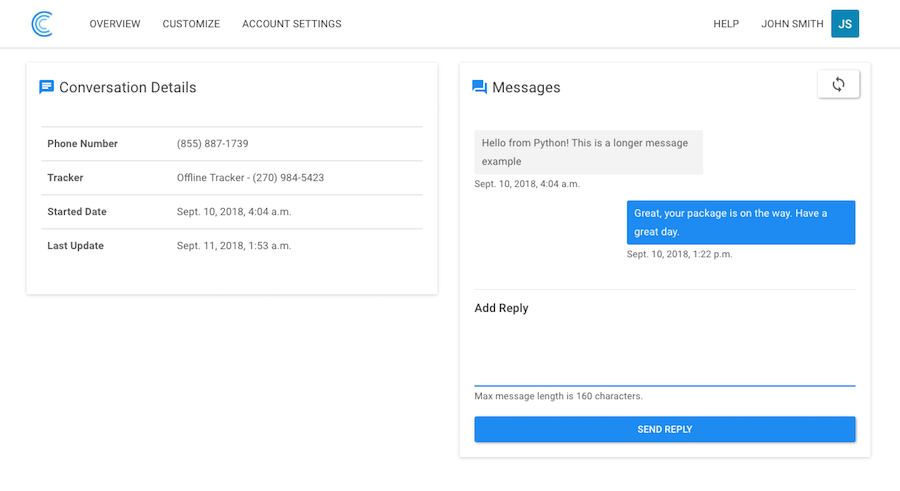 OVERVIEW CUSTOMIZE ACCOUNT SETTINGS HELP JOHN SMITH JS
Conversation Details
Phone Number (855) 887-1739
Tracker Offline Tracker - (270) 984-5423
Started Date Sept. 10, 2018, 4:04 a.m.
Last Update Sept. 11, 2018, 1:53 a.m.
Messages
Hello from Python! This is a longer message
example
Sept. 10, 2018, 4:04 a.m.
Great, your package is on the way. Have a
great day.
Sept. 10, 2018, 1:22 p.m.
Add Reply
Max message length is 160 characters.
SEND REPLY